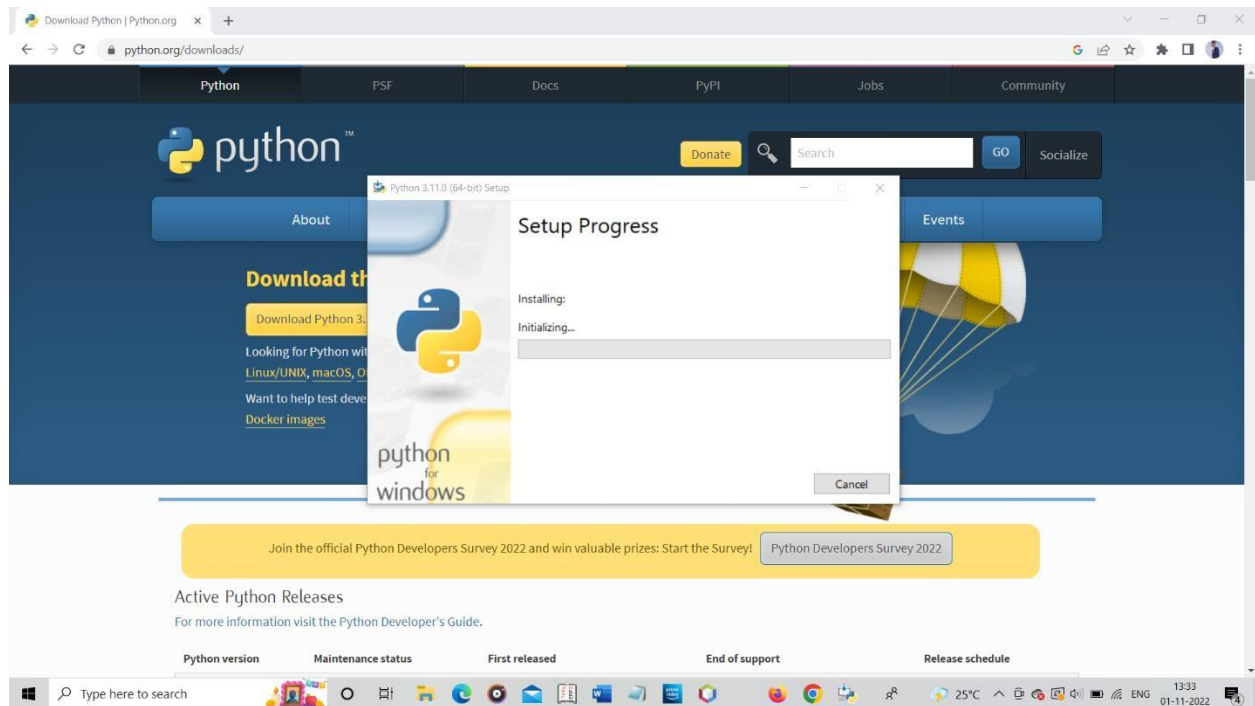 Download Python | Python.org
python.org/downloads/
Python PSF Docs PyPI Jobs Community
python™
Donate Search GO Socialize
Python 3.11.0 (64-bit) Setup
About Events
Setup Progress
Download th
Installing:
Download Python 3.
Initializing...
Looking for Python wit
Linux/UNIX, macOS, O
Want to help test deve
Docker images
python
for
windows
Cancel
Join the official Python Developers Survey 2022 and win valuable prizes: Start the Survey! Python Developers Survey 2022
Active Python Releases
For more information visit the Python Developer's Guide.
Python version Maintenance status First released End of support Release schedule
Type here to search
25°C ENG 13:33
01-11-2022
4